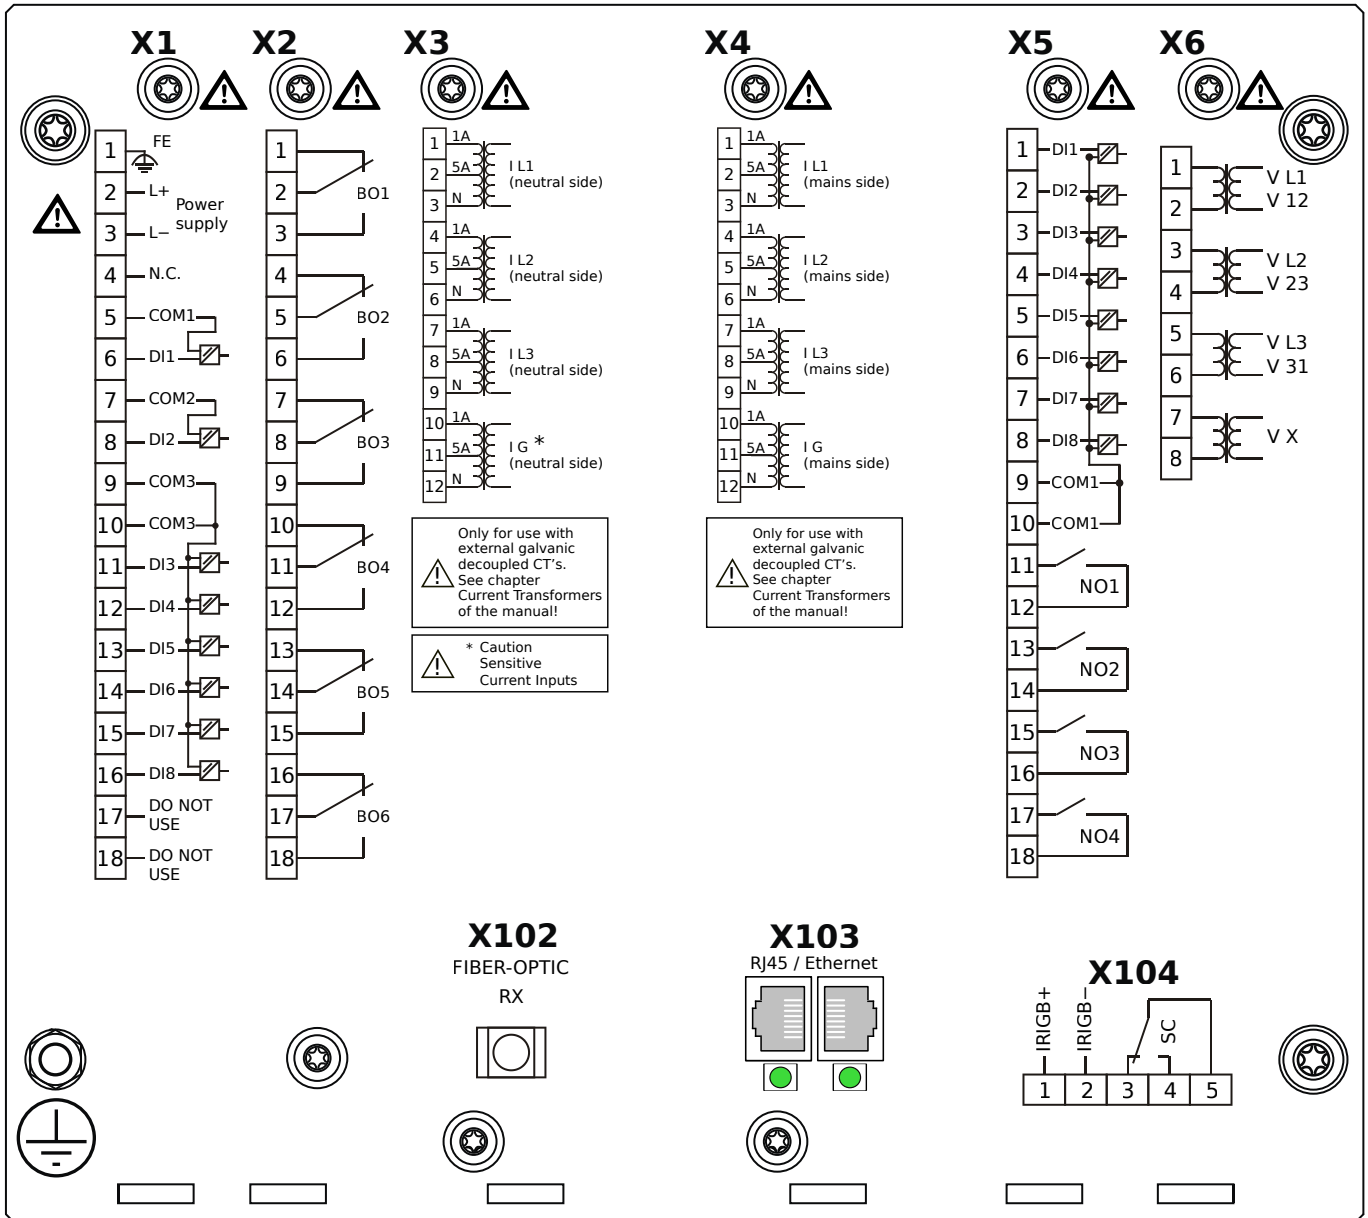 X1
X2
X3
X4
X5
X6
1
FE
2
L+
Power
supply
3
L−
4
N.C.
5
COM1
6
DI1
7
COM2
8
DI2
9
COM3
10
COM3
11
DI3
12
DI4
13
DI5
14
DI6
15
DI7
16
DI8
17
DO NOT
USE
18
DO NOT
USE
1
2
BO1
3
4
5
BO2
6
7
8
BO3
9
10
11
BO4
12
13
14
BO5
15
16
17
BO6
18
1
1A
2
5A
I L1
(neutral side)
3
N
4
1A
5
5A
I L2
(neutral side)
6
N
7
1A
8
5A
I L3
(neutral side)
9
N
10
1A
11
5A
I G *
(neutral side)
12
N
Only for use with
external galvanic
decoupled CT's.
See chapter
Current Transformers
of the manual!
* Caution
Sensitive
Current Inputs
1
1A
2
5A
I L1
(mains side)
3
N
4
1A
5
5A
I L2
(mains side)
6
N
7
1A
8
5A
I L3
(mains side)
9
N
10
1A
11
5A
I G
(mains side)
12
N
Only for use with
external galvanic
decoupled CT's.
See chapter
Current Transformers
of the manual!
1
DI1
2
DI2
3
DI3
4
DI4
5
DI5
6
DI6
7
DI7
8
DI8
9
COM1
10
COM1
11
NO1
12
13
NO2
14
15
NO3
16
17
NO4
18
1
V L1
2
V 12
3
V L2
4
V 23
5
V L3
6
V 31
7
V X
8
X102
FIBER-OPTIC
RX
X103
RJ45 / Ethernet
X104
IRIGB+
IRIGB−
SC
1 2 3 4 5